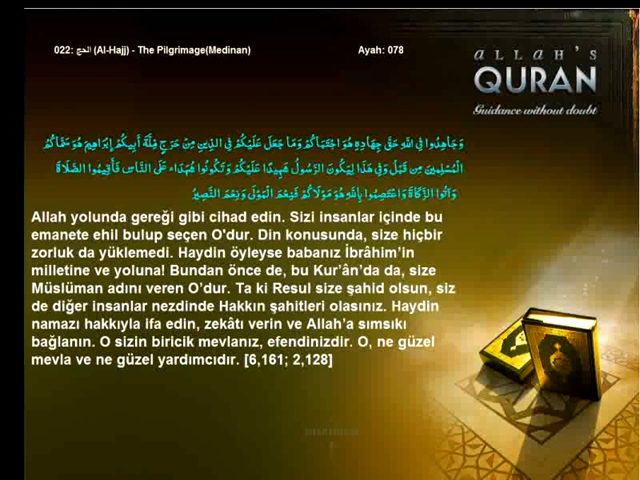 022: الحج (Al-Hajj) - The Pilgrimage(Medinan) Ayah: 078
ALLAH'S
QURAN
Guidance without doubt
وَجَاهِدُوا فِي اللَّهِ حَقَّ جِهَادِهِ هُوَ اجْتَبَاكُمْ وَمَا جَعَلَ عَلَيْكُمْ فِي الدِّينِ مِنْ حَرَجٍ مِّلَّةَ أَبِيكُمْ إِبْرَاهِيمَ هُوَ سَمَّاكُمُ
الْمُسْلِمِينَ مِن قَبْلُ وَفِي هَذَا لِيَكُونَ الرَّسُولُ شَهِيدًا عَلَيْكُمْ وَتَكُونُوا شُهَدَاء عَلَى النَّاسِ فَأَقِيمُوا الصَّلَاةَ
وَآتُوا الزَّكَاةَ وَاعْتَصِمُوا بِاللَّهِ هُوَ مَوْلَاكُمْ فَنِعْمَ الْمَوْلَى وَنِعْمَ النَّصِيرُ
Allah yolunda gereği gibi cihad edin. Sizi insanlar içinde bu
emanete ehil bulup seçen O'dur. Din konusunda, size hiçbir
zorluk da yüklemedi. Haydin öyleyse babanız İbrâhim’in
milletine ve yoluna! Bundan önce de, bu Kur’ân’da da, size
Müslüman adını veren O’dur. Ta ki Resul size şahid olsun, siz
de diğer insanlar nezdinde Hakkın şahitleri olasınız. Haydin
namazı hakkıyla ifa edin, zekâtı verin ve Allah’a sımsıkı
bağlanın. O sizin biricik mevlanız, efendinizdir. O, ne güzel
mevla ve ne güzel yardımcıdır. [6,161; 2,128]